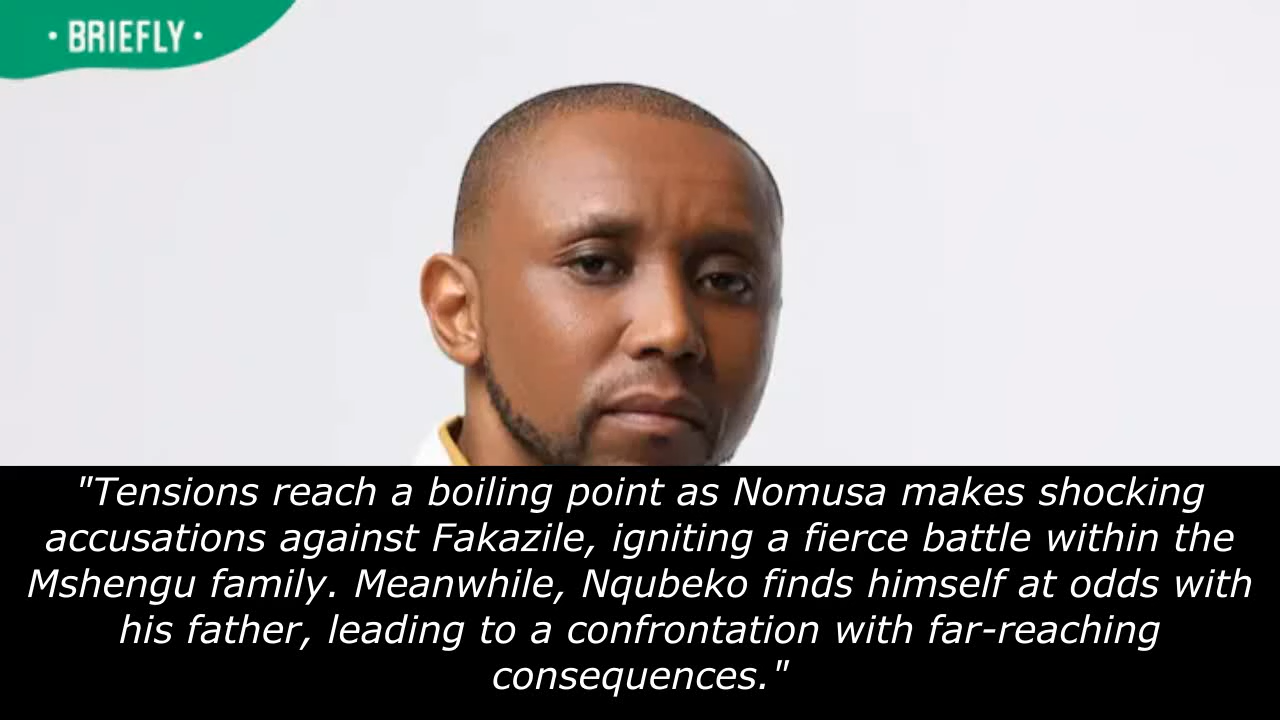 • BRIEFLY •
"Tensions reach a boiling point as Nomusa makes shocking
accusations against Fakazile, igniting a fierce battle within the
Mshengu family. Meanwhile, Nqubeko finds himself at odds with
his father, leading to a confrontation with far-reaching
consequences."